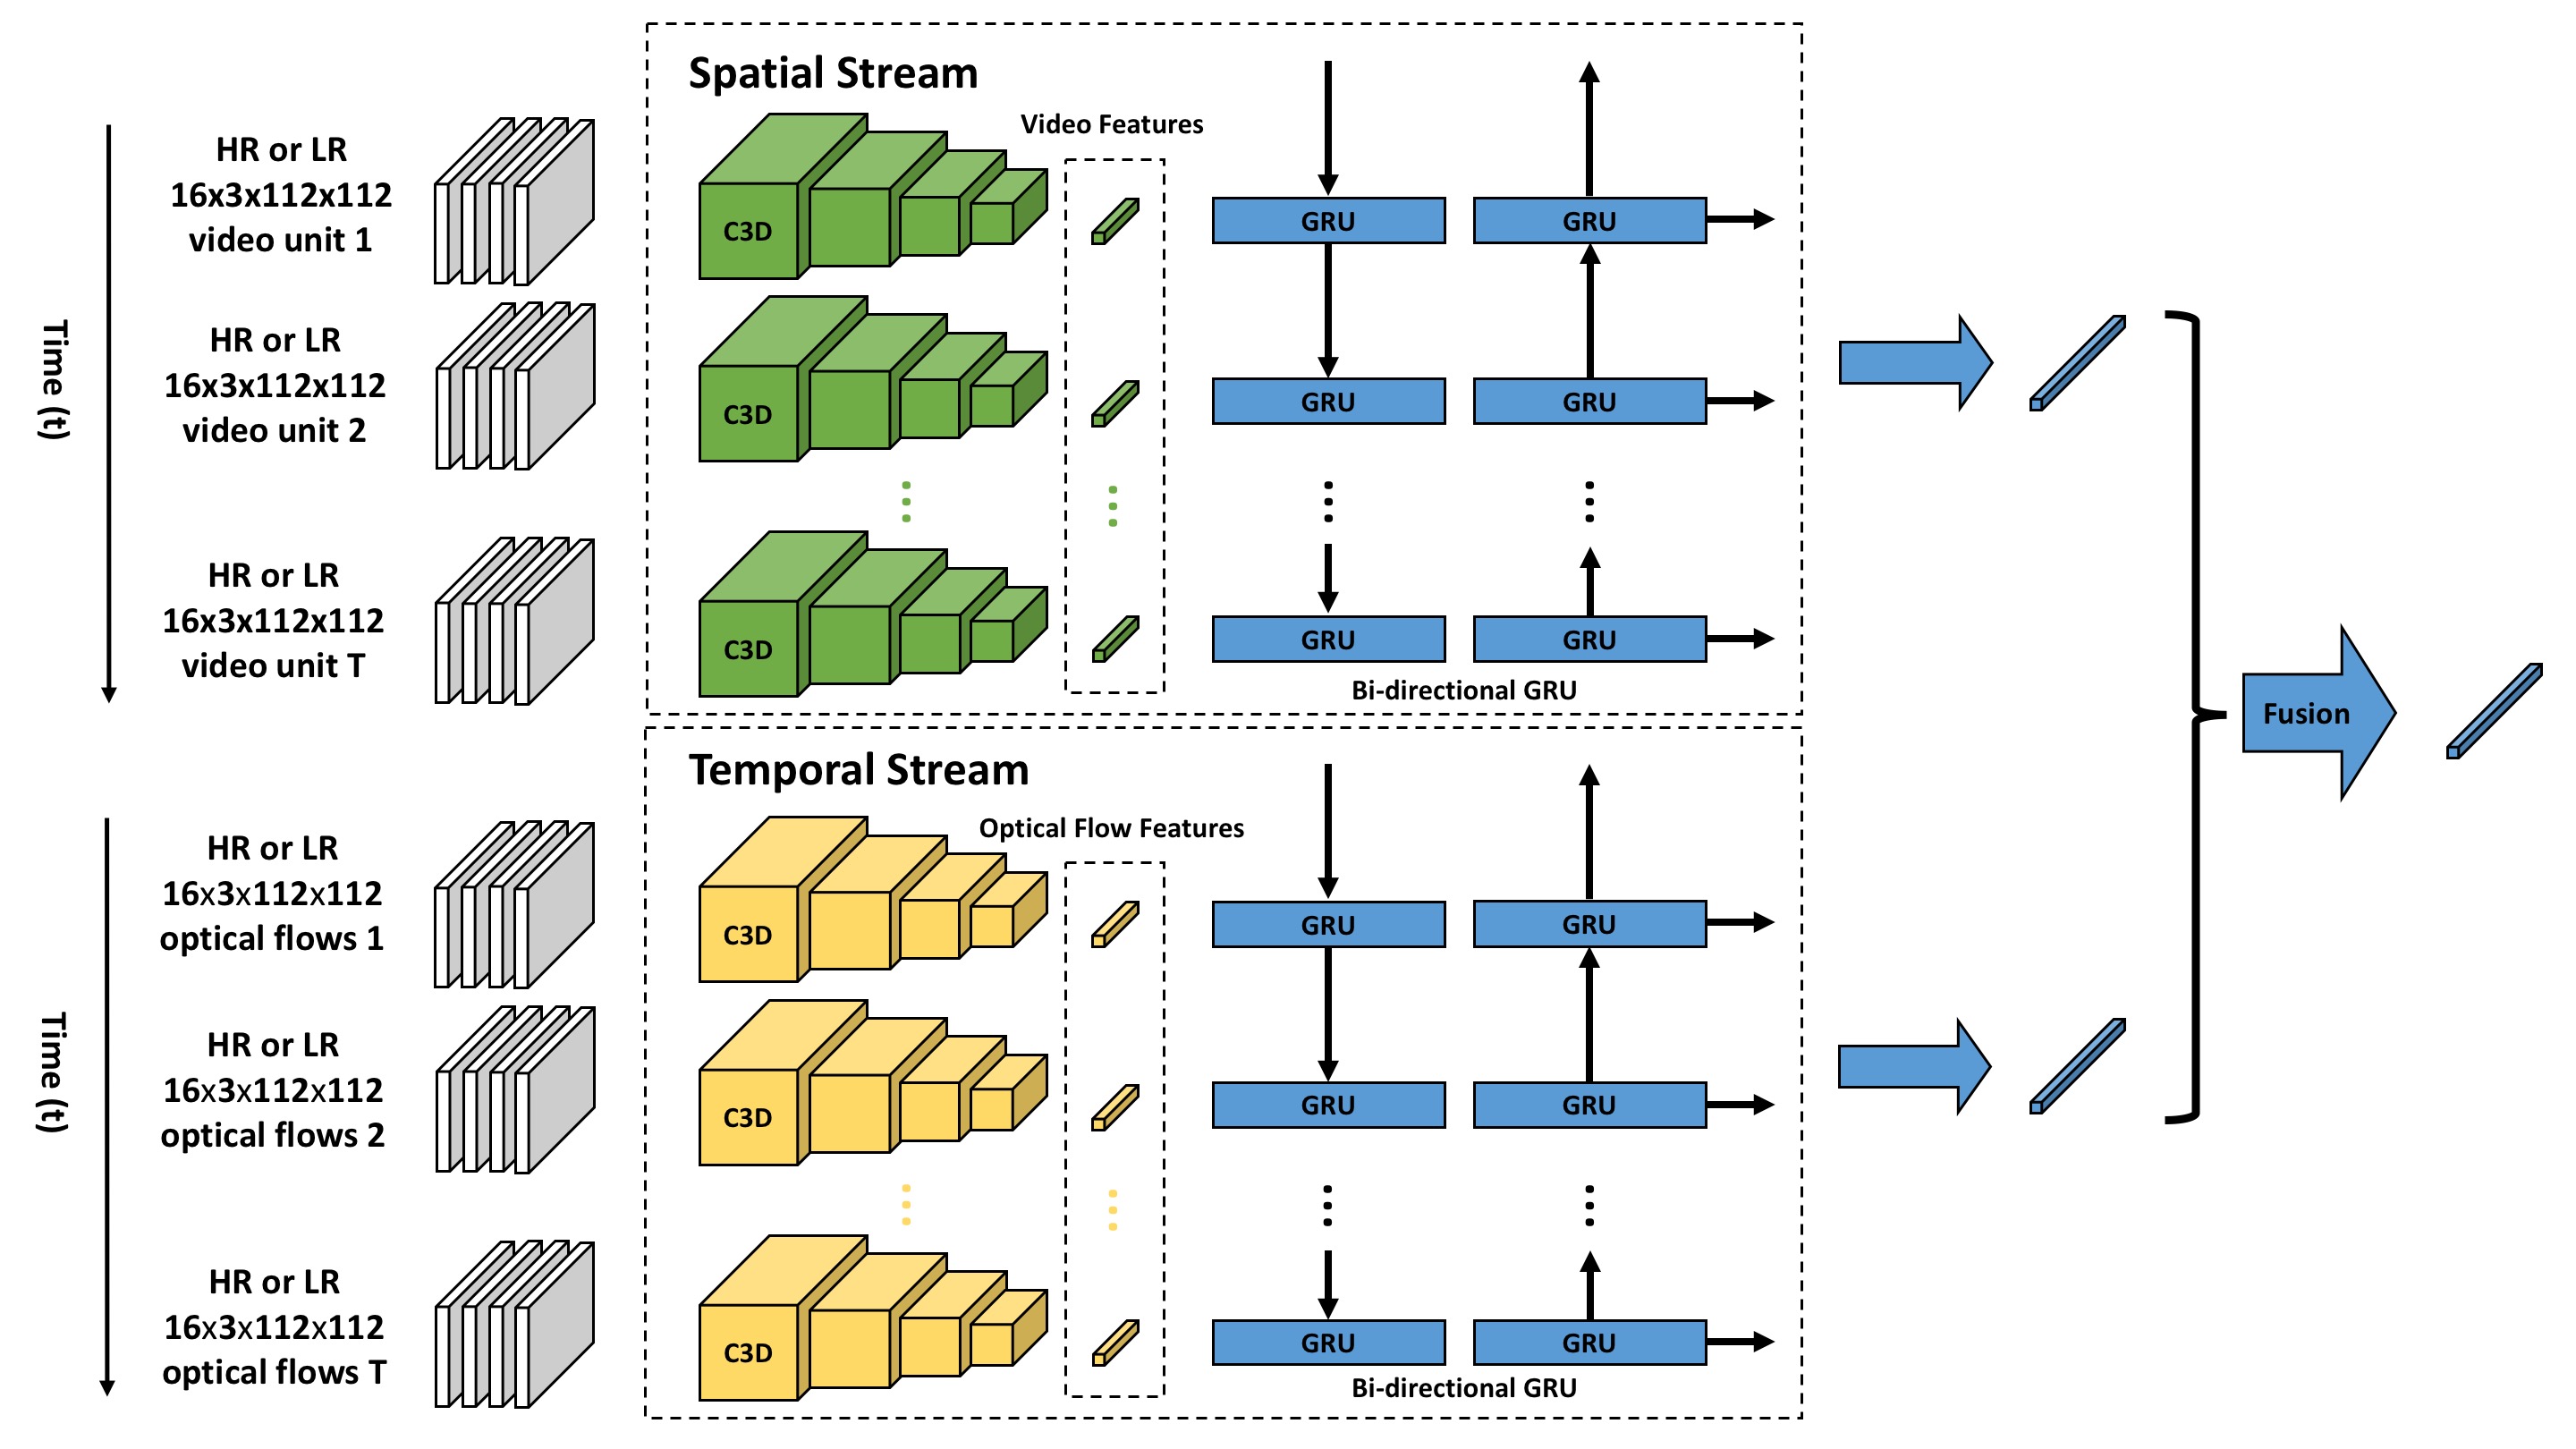 Time (t)
HR or LR
16x3x112x112
video unit 1
HR or LR
16x3x112x112
video unit 2
HR or LR
16x3x112x112
video unit T
Spatial Stream
Video Features
C3D
C3D
C3D
GRU
GRU
GRU
GRU
GRU
GRU
Bi-directional GRU
Time (t)
HR or LR
16x3x112x112
optical flows 1
HR or LR
16x3x112x112
optical flows 2
HR or LR
16x3x112x112
optical flows T
Temporal Stream
Optical Flow Features
C3D
C3D
C3D
GRU
GRU
GRU
GRU
GRU
GRU
Bi-directional GRU
Fusion